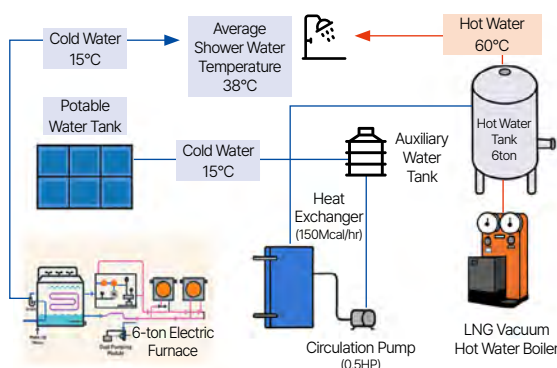 Cold Water
15°C
Average
Shower Water
Temperature
38°C
Hot Water
60°C
Potable
Water Tank
Cold Water
15°C
Auxiliary
Water
Tank
Hot Water
Tank
6ton
Heat
Exchanger
(150Mcal/hr)
6-ton Electric
Furnace
Circulation Pump
(0.5HP)
LNG Vacuum
Hot Water Boiler